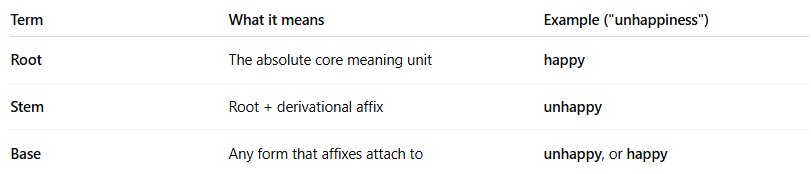 Term What it means Example ("unhappiness")
Root The absolute core meaning unit happy
Stem Root + derivational affix unhappy
Base Any form that affixes attach to unhappy, or happy